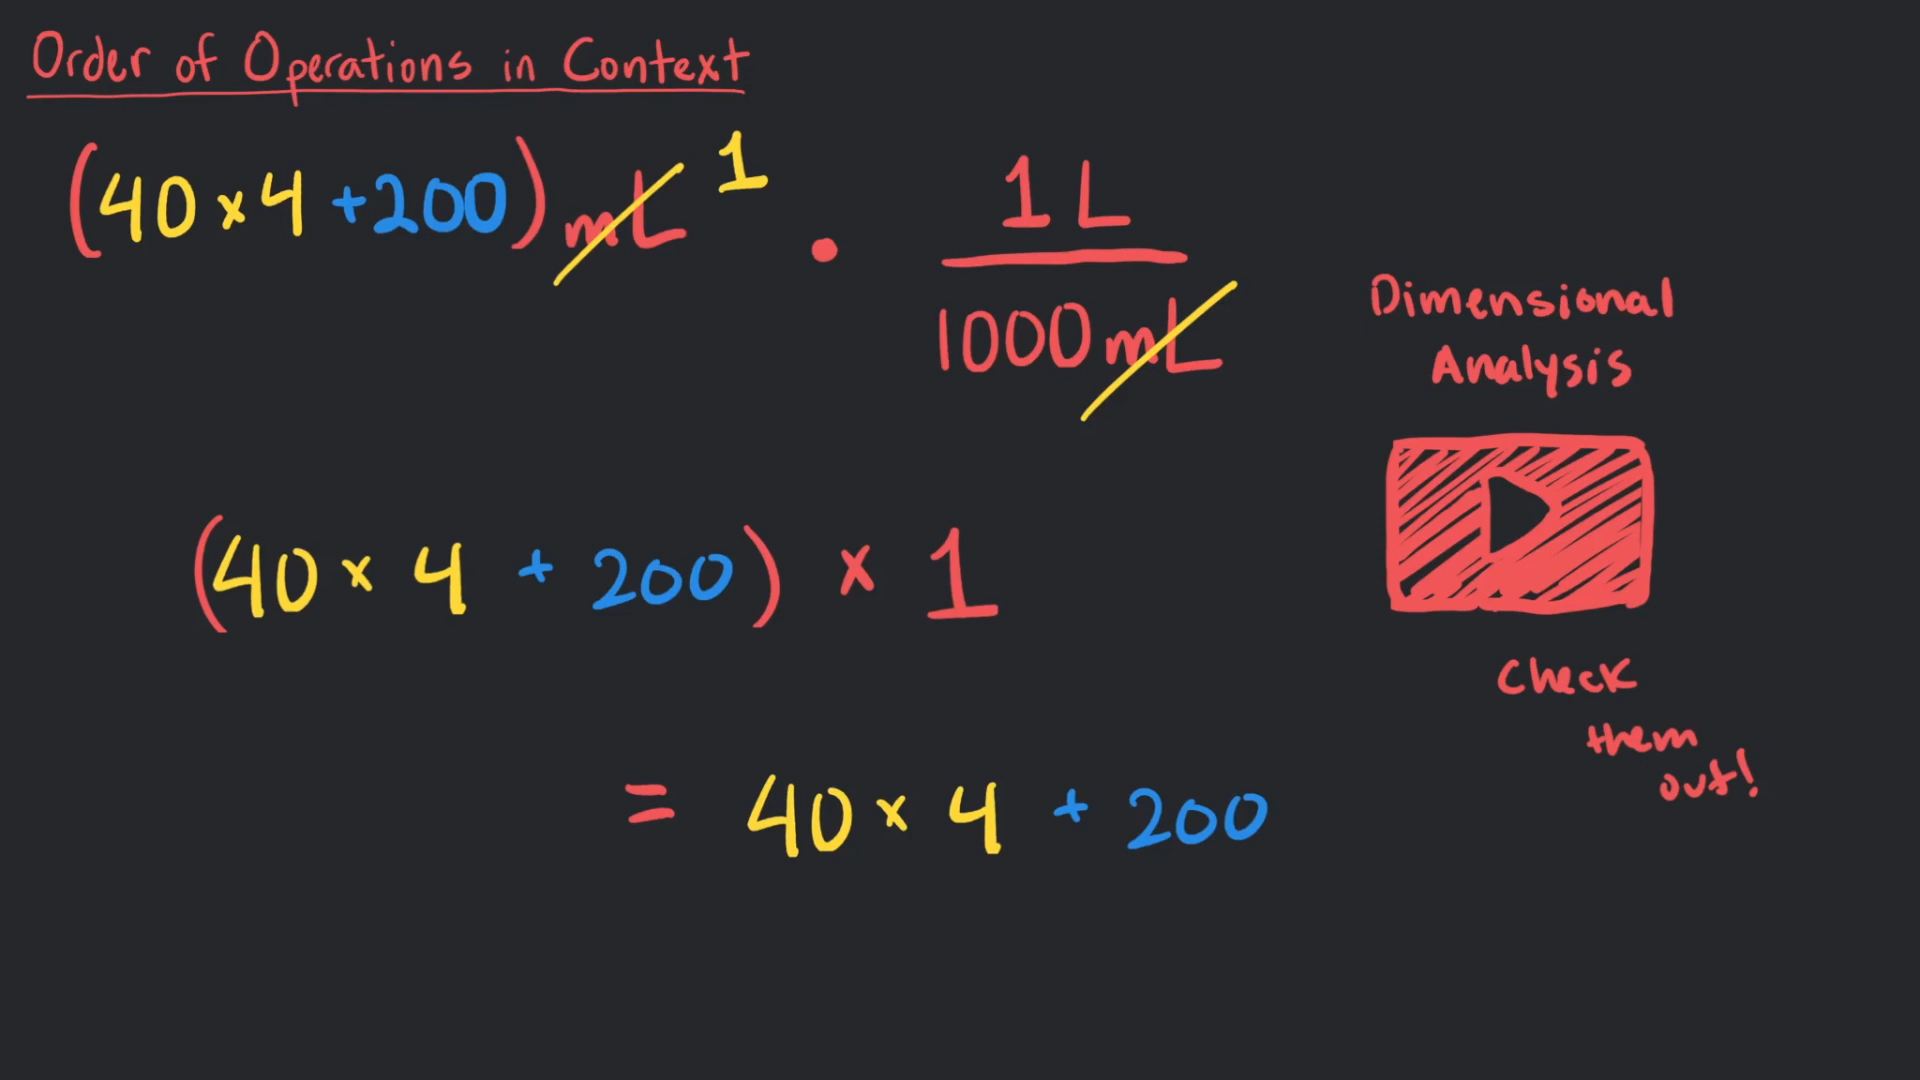 Order of Operations in Context
(40 x 4 + 200) mL 1 · 1 L
1000 mL
Dimensional
Analysis
(40 x 4 + 200) x 1
Check
them
out!
= 40 x 4 + 200